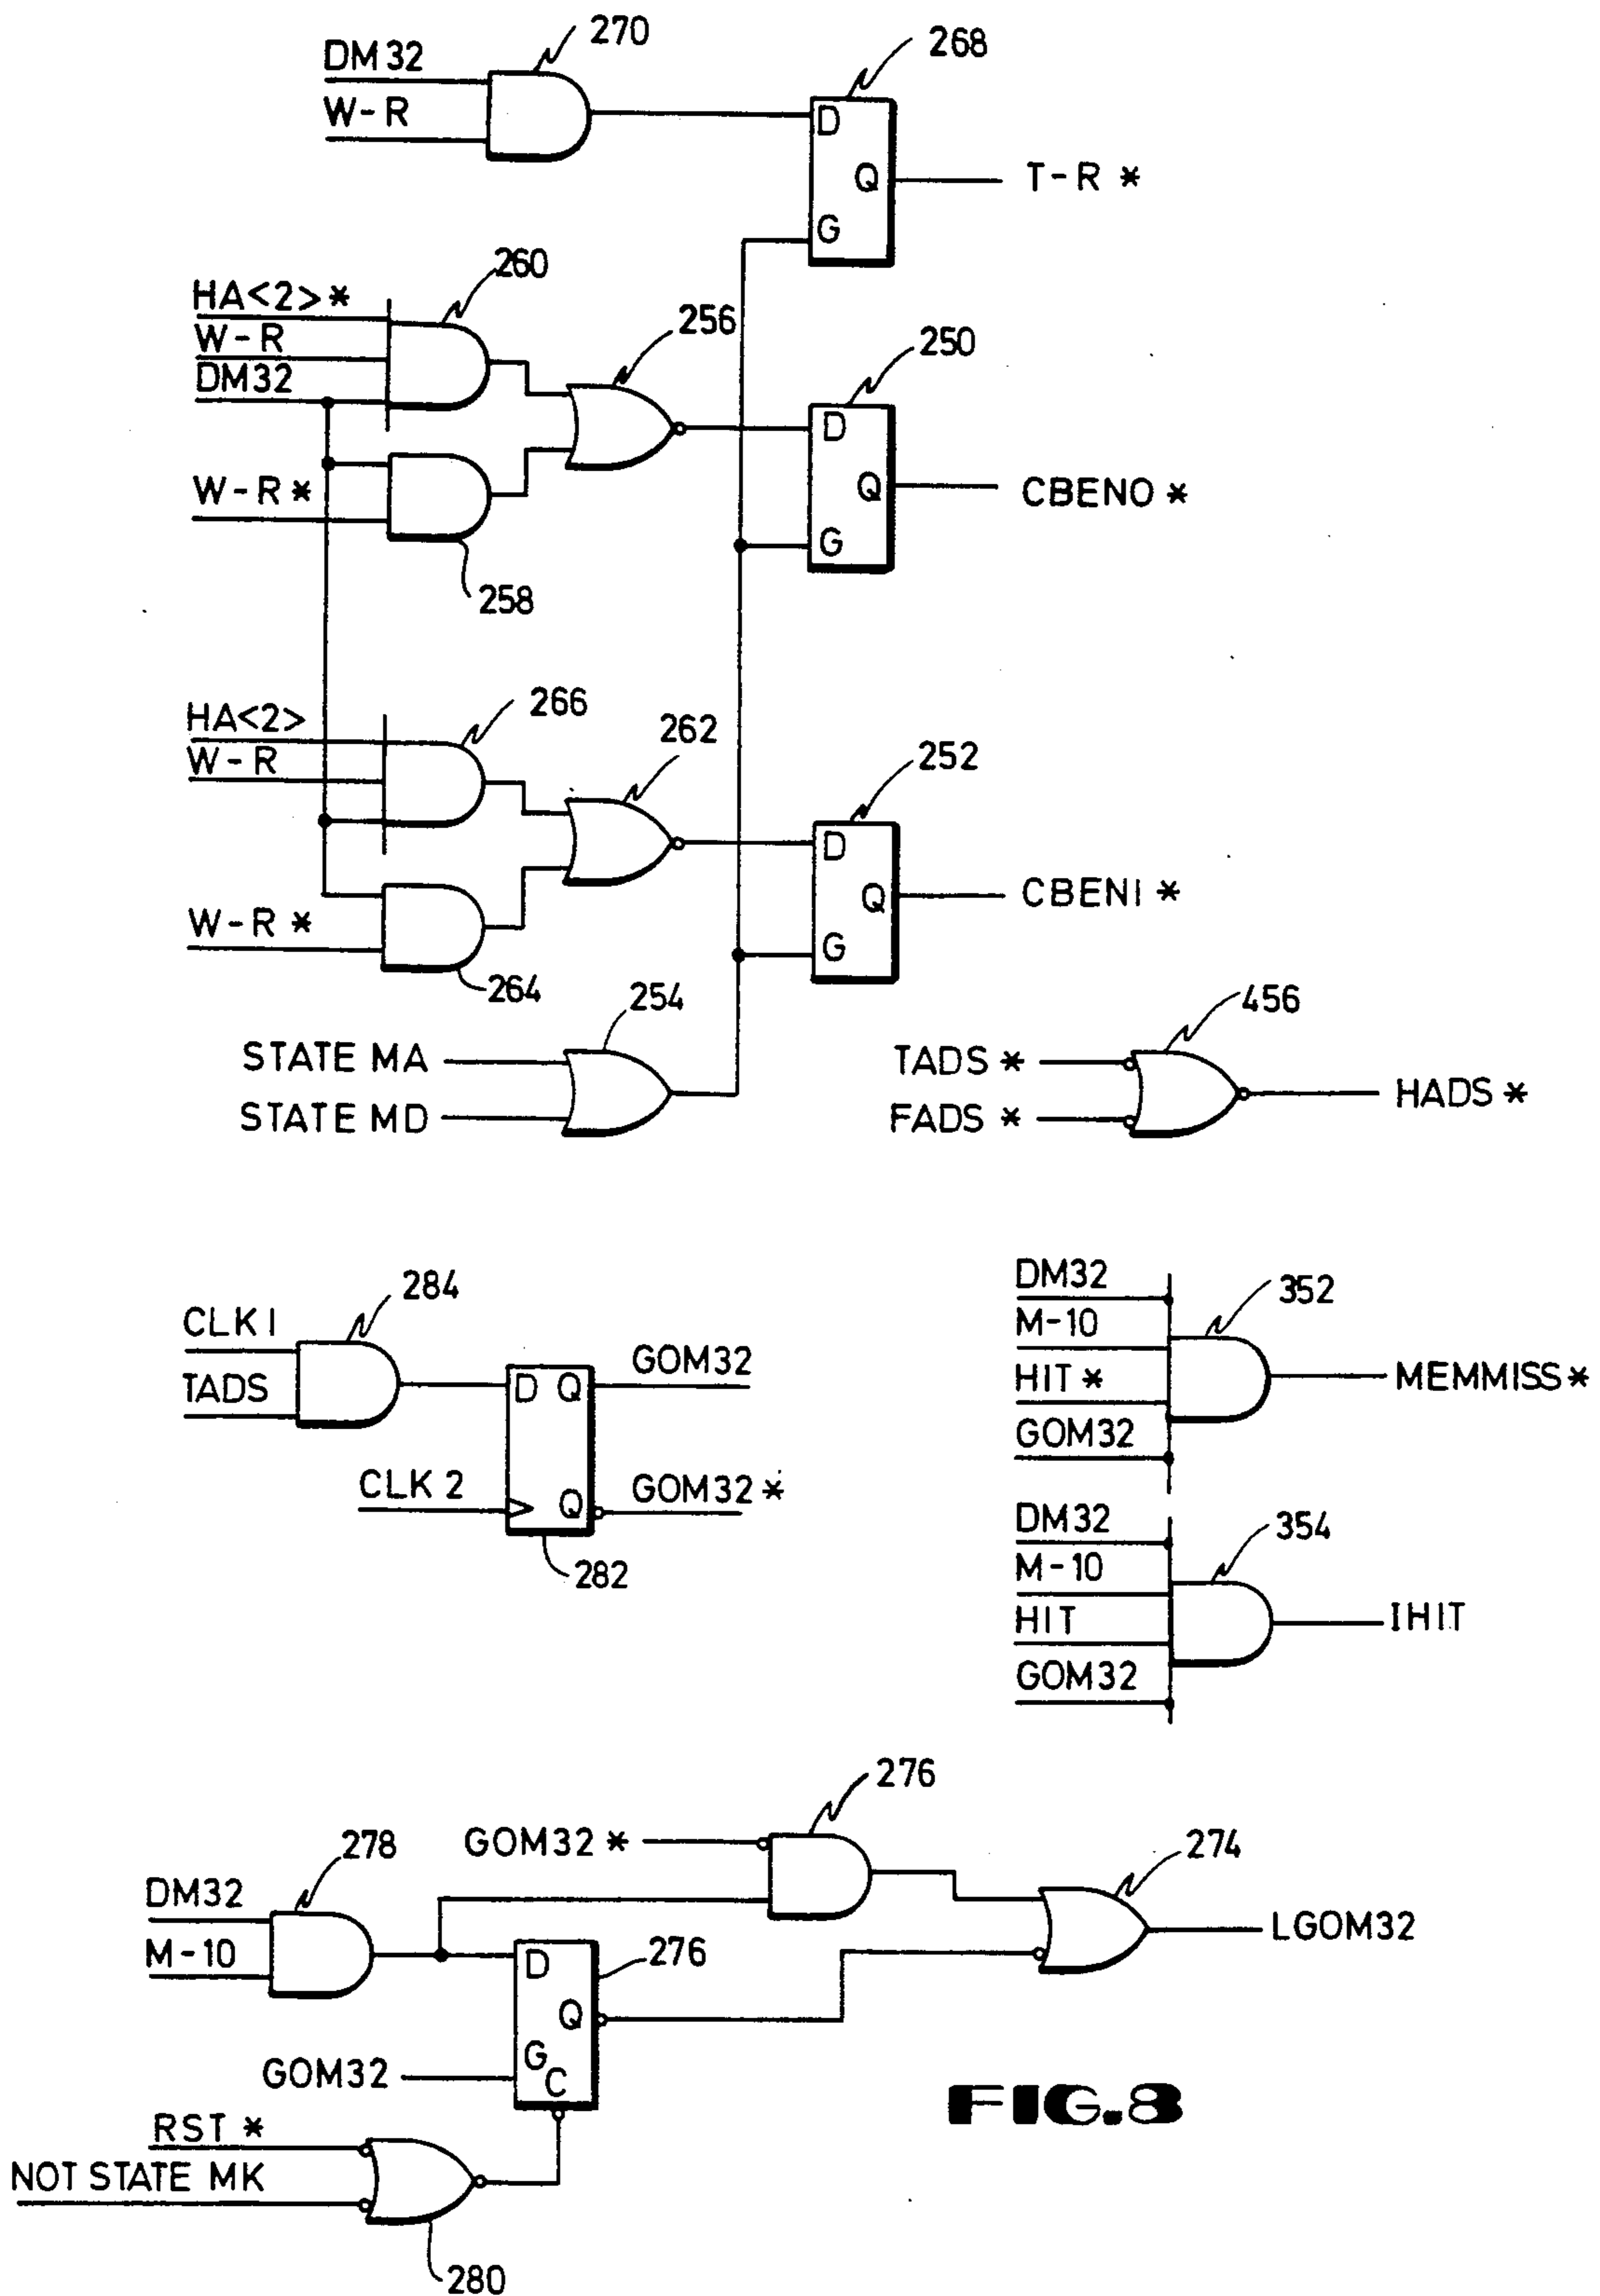 270
DM32
W-R
268
D
Q
G
T-R *
HA<2> *
W-R
DM32
260
256
250
D
Q
G
CBENO *
W-R *
258
HA<2>
W-R
266
262
252
D
Q
G
CBENI *
W-R *
264
254
STATE MA
STATE MD
456
TADS *
FADS *
HADS *
284
CLK I
TADS
D Q
GOM32
CLK 2
Q
GOM32 *
282
DM32
M-10
HIT *
GOM32
352
MEMMISS *
DM32
M-10
HIT
GOM32
354
IHIT
276
GOM32 *
278
DM32
M-10
274
LGOM32
276
D
Q
G
C
GOM32
RST *
NOT STATE MK
280
FIG.8